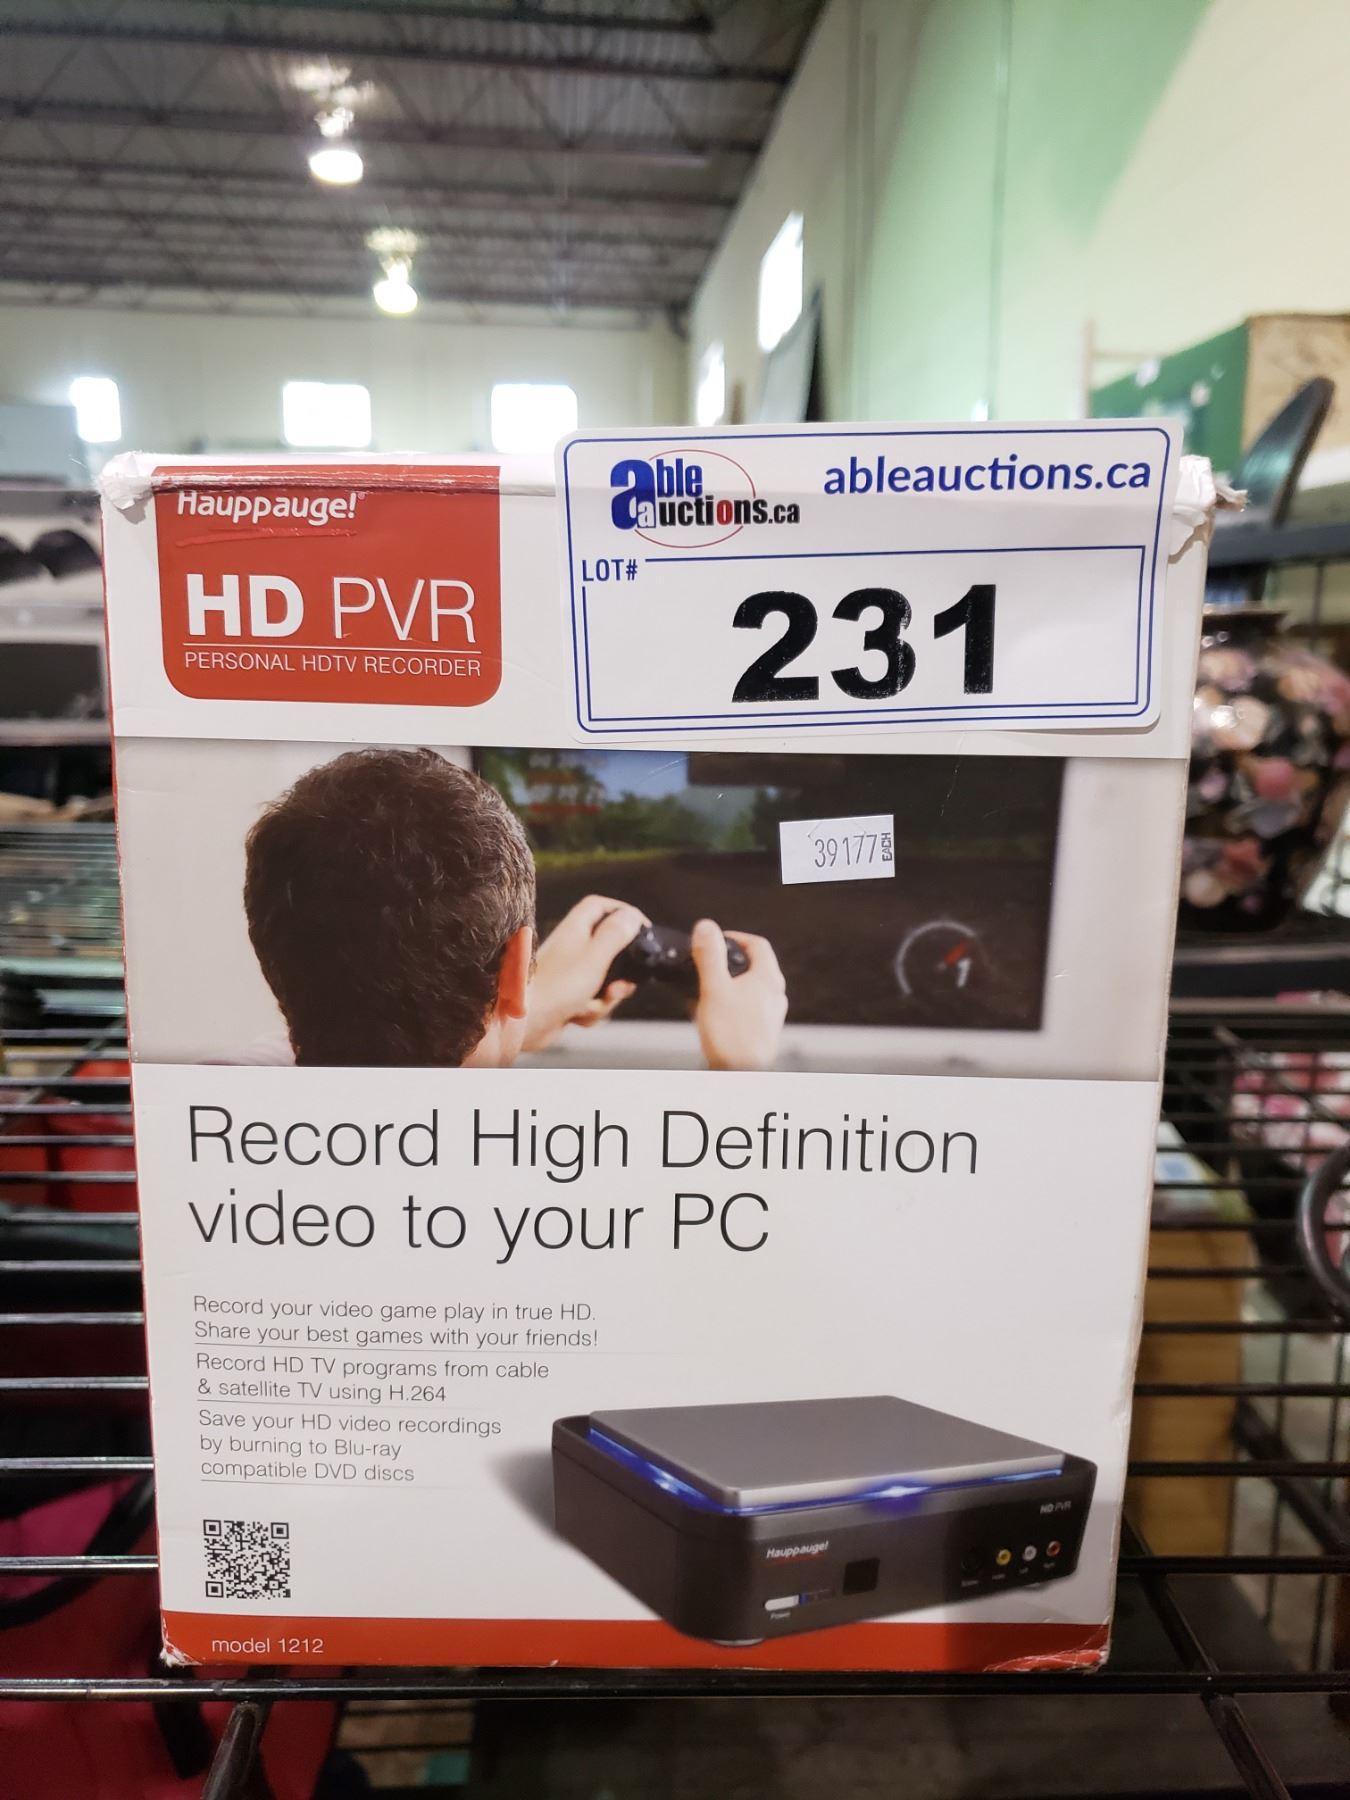 Hauppauge!®
HD PVR
PERSONAL HDTV RECORDER
able auctions.ca
ableauctions.ca
LOT#
231
39177 EACH
Record High Definition
video to your PC
Record your video game play in true HD.
Share your best games with your friends!
Record HD TV programs from cable
& satellite TV using H.264
Save your HD video recordings
by burning to Blu-ray
compatible DVD discs
HD PVR
Hauppauge!
Power
model 1212